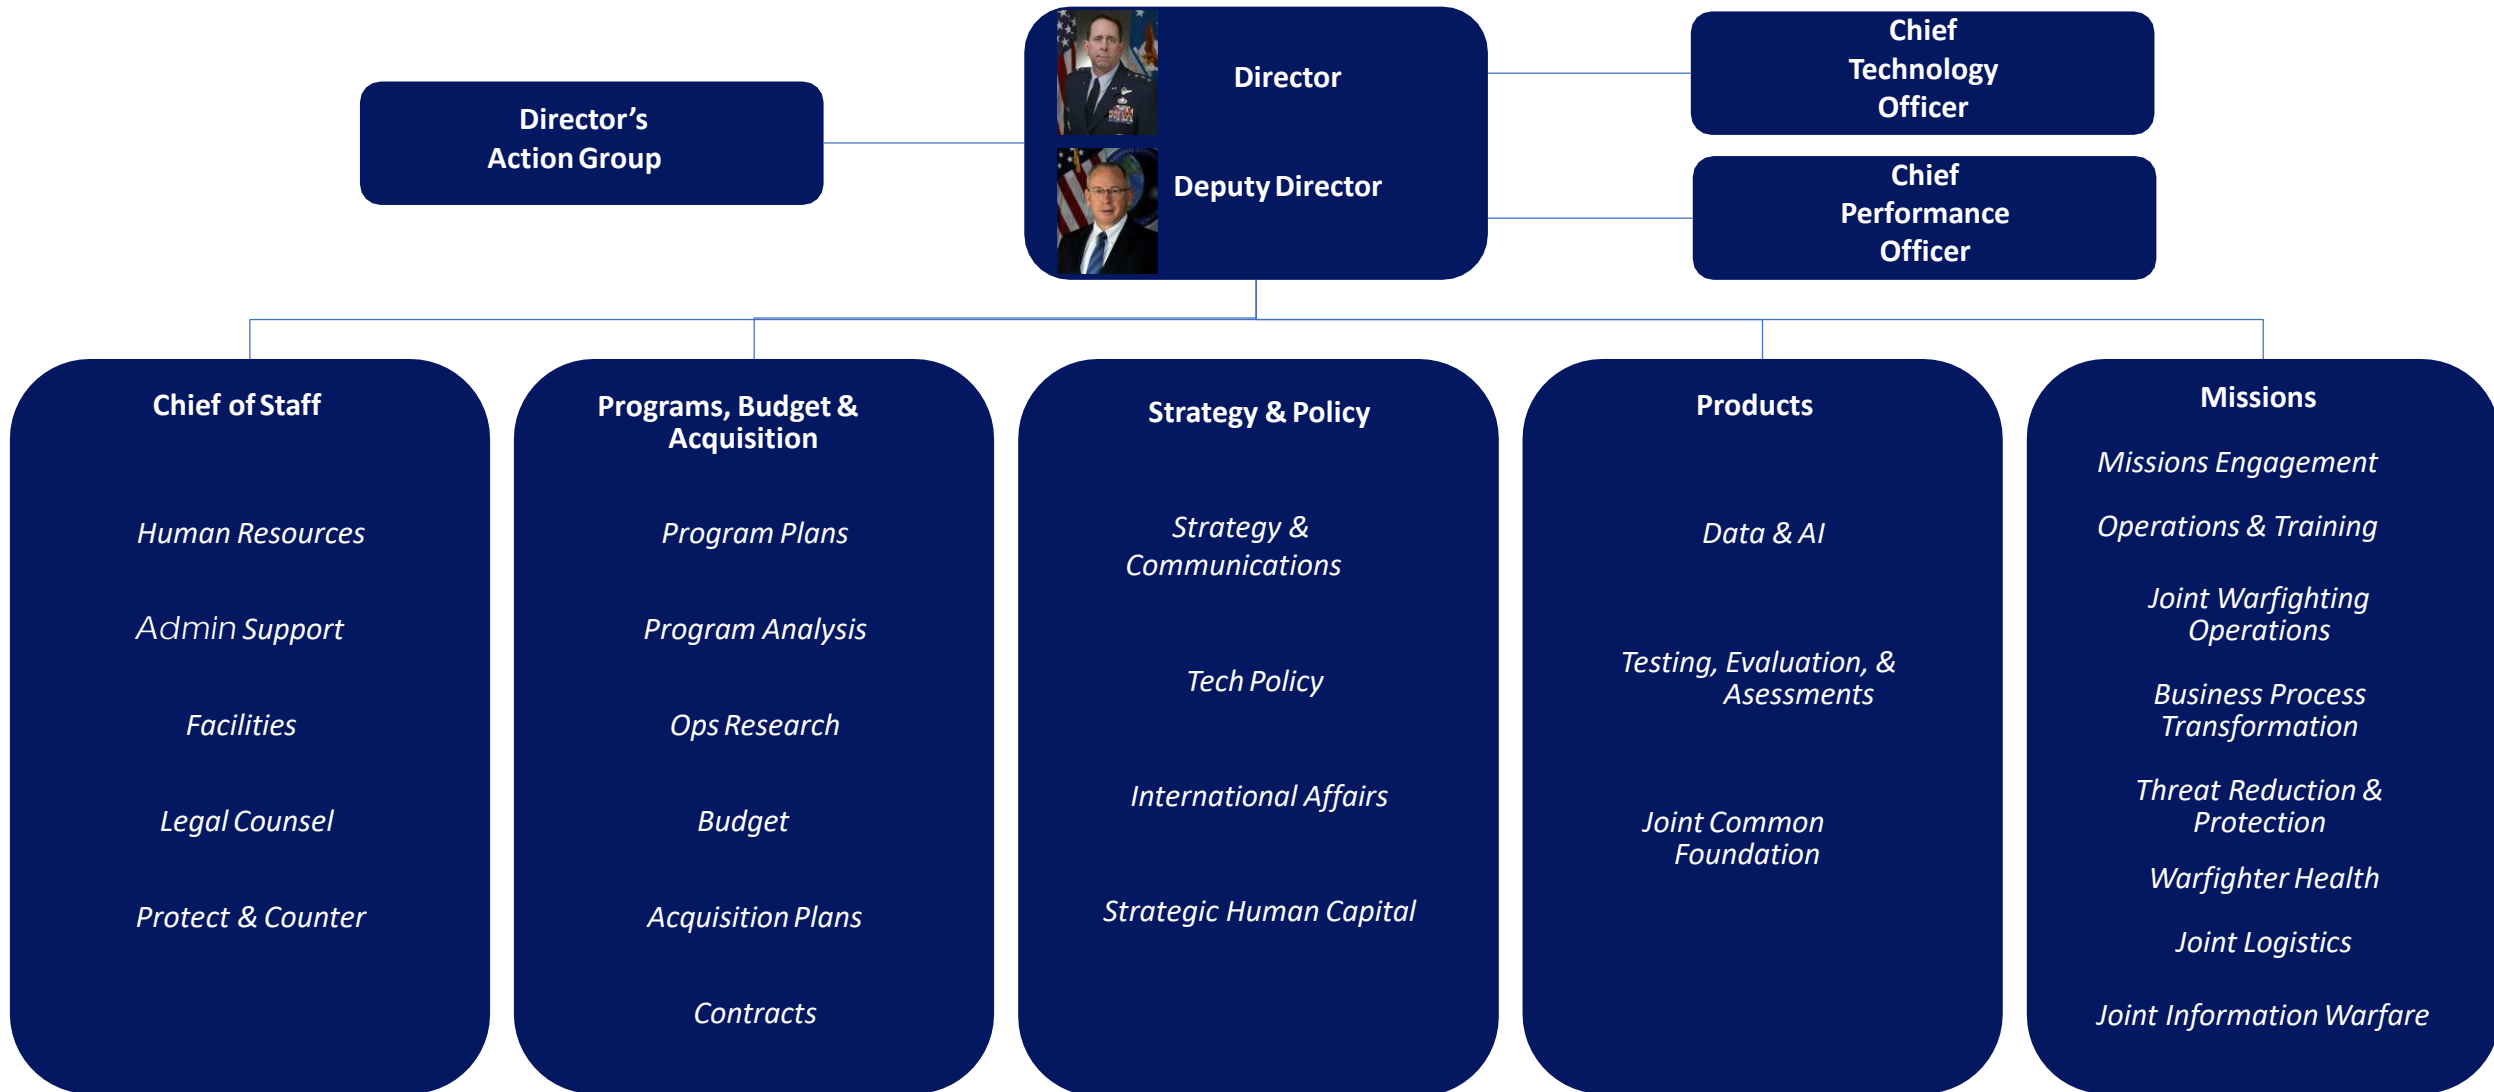 Director's
Action Group
Director
Deputy Director
Chief
Technology
Officer
Chief
Performance
Officer
Chief of Staff
Human Resources
Admin Support
Facilities
Legal Counsel
Protect & Counter
Programs, Budget &
Acquisition
Program Plans
Program Analysis
Ops Research
Budget
Acquisition Plans
Contracts
Strategy & Policy
Strategy &
Communications
Tech Policy
International Affairs
Strategic Human Capital
Products
Data & AI
Testing, Evaluation, &
Asessments
Joint Common
Foundation
Missions
Missions Engagement
Operations & Training
Joint Warfighting
Operations
Business Process
Transformation
Threat Reduction &
Protection
Warfighter Health
Joint Logistics
Joint Information Warfare